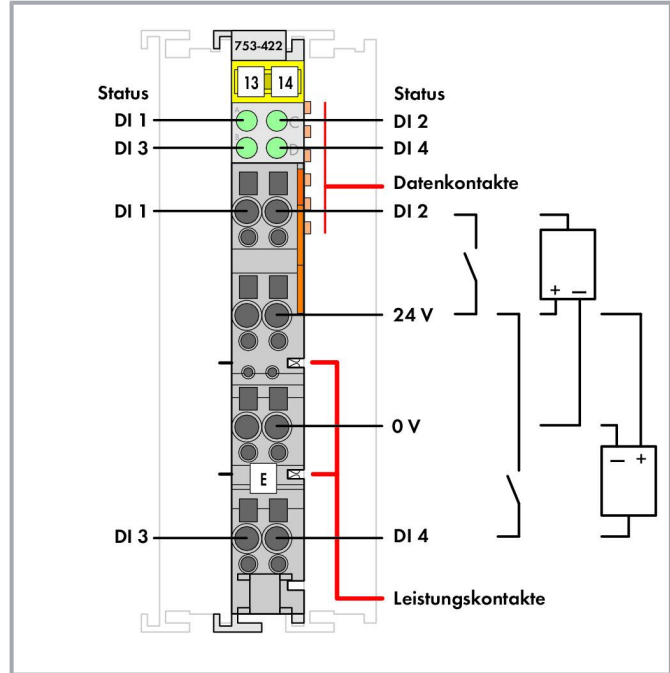 753-422
13 14
Status
Status
A C
DI 1
DI 2
B D
DI 3
DI 4
Datenkontakte
DI 1
DI 2
+ −
24 V
0 V
− +
E
DI 3
DI 4
Leistungskontakte